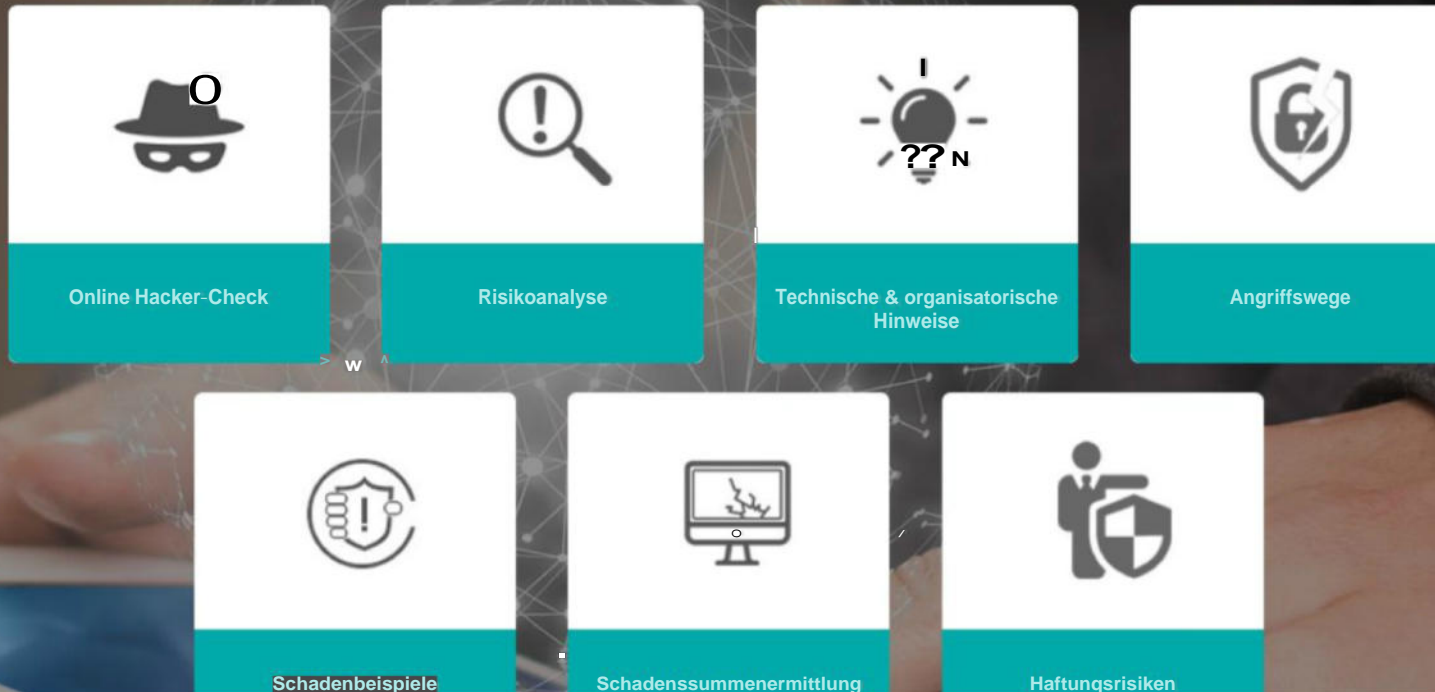 O
I
?? N
Online Hacker-Check
Risikoanalyse
Technische & organisatorische
Hinweise
Angriffswege
> w ^
O
Schadenbeispiele
Schadenssummenermittlung
Haftungsrisiken